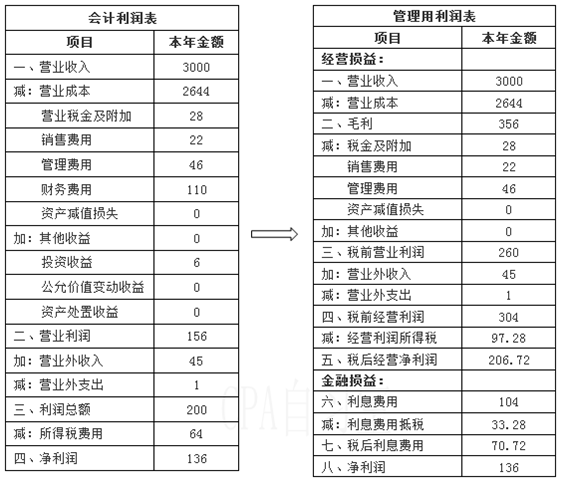 会计利润表
项目 本年金额
一、营业收入 3000
减：营业成本 2644
营业税金及附加 28
销售费用 22
管理费用 46
财务费用 110
资产减值损失 0
加：其他收益 0
投资收益 6
公允价值变动收益 0
资产处置收益 0
二、营业利润 156
加：营业外收入 45
减：营业外支出 1
三、利润总额 200
减：所得税费用 64
四、净利润 136
管理用利润表
项目 本年金额
经营损益：
一、营业收入 3000
减：营业成本 2644
二、毛利 356
减：税金及附加 28
销售费用 22
管理费用 46
资产减值损失 0
加：其他收益 0
三、税前营业利润 260
加：营业外收入 45
减：营业外支出 1
四、税前经营利润 304
减：经营利润所得税 97.28
五、税后经营净利润 206.72
金融损益：
六、利息费用 104
减：利息费用抵税 33.28
七、税后利息费用 70.72
八、净利润 136